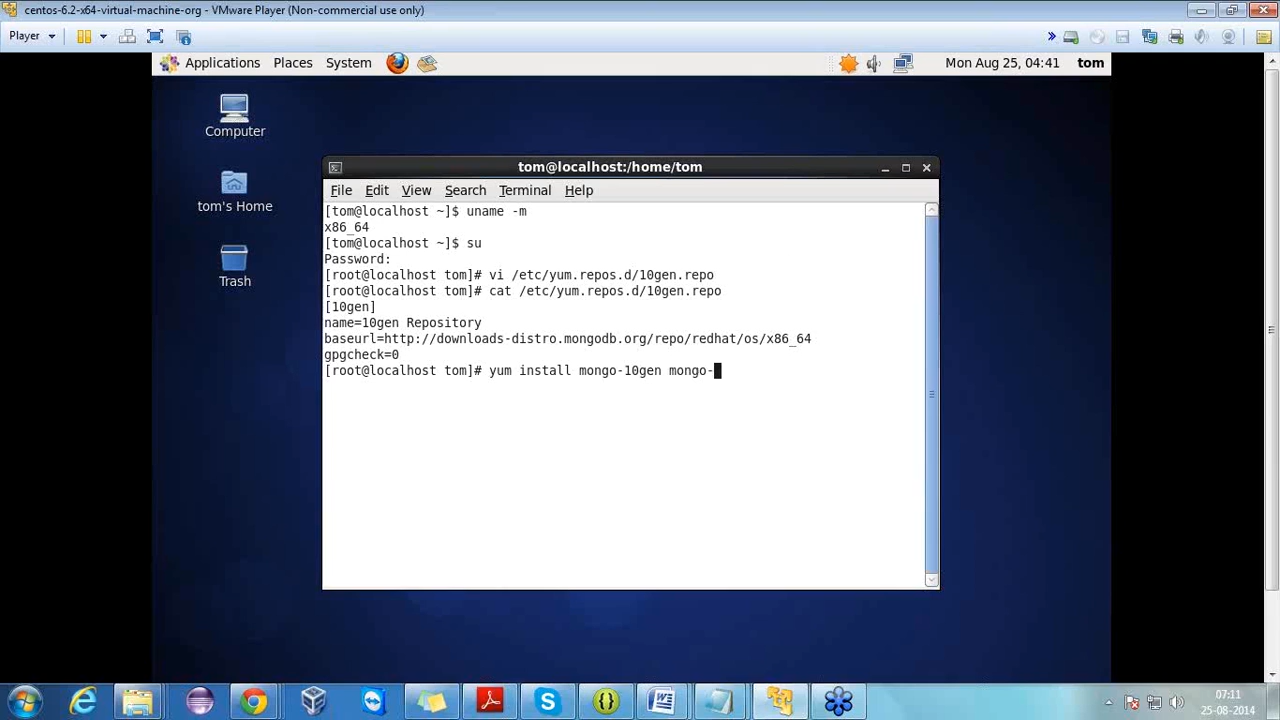 centos-6.2-x64-virtual-machine-org - VMware Player (Non-commercial use only)
Player
Applications Places System Mon Aug 25, 04:41 tom
Computer
tom's Home
Trash
tom@localhost:/home/tom
File Edit View Search Terminal Help
[tom@localhost ~]$ uname -m
x86_64
[tom@localhost ~]$ su
Password:
[root@localhost tom]# vi /etc/yum.repos.d/10gen.repo
[root@localhost tom]# cat /etc/yum.repos.d/10gen.repo
[10gen]
name=10gen Repository
baseurl=http://downloads-distro.mongodb.org/repo/redhat/os/x86_64
gpgcheck=0
[root@localhost tom]# yum install mongo-10gen mongo-
07:11
25-08-2014